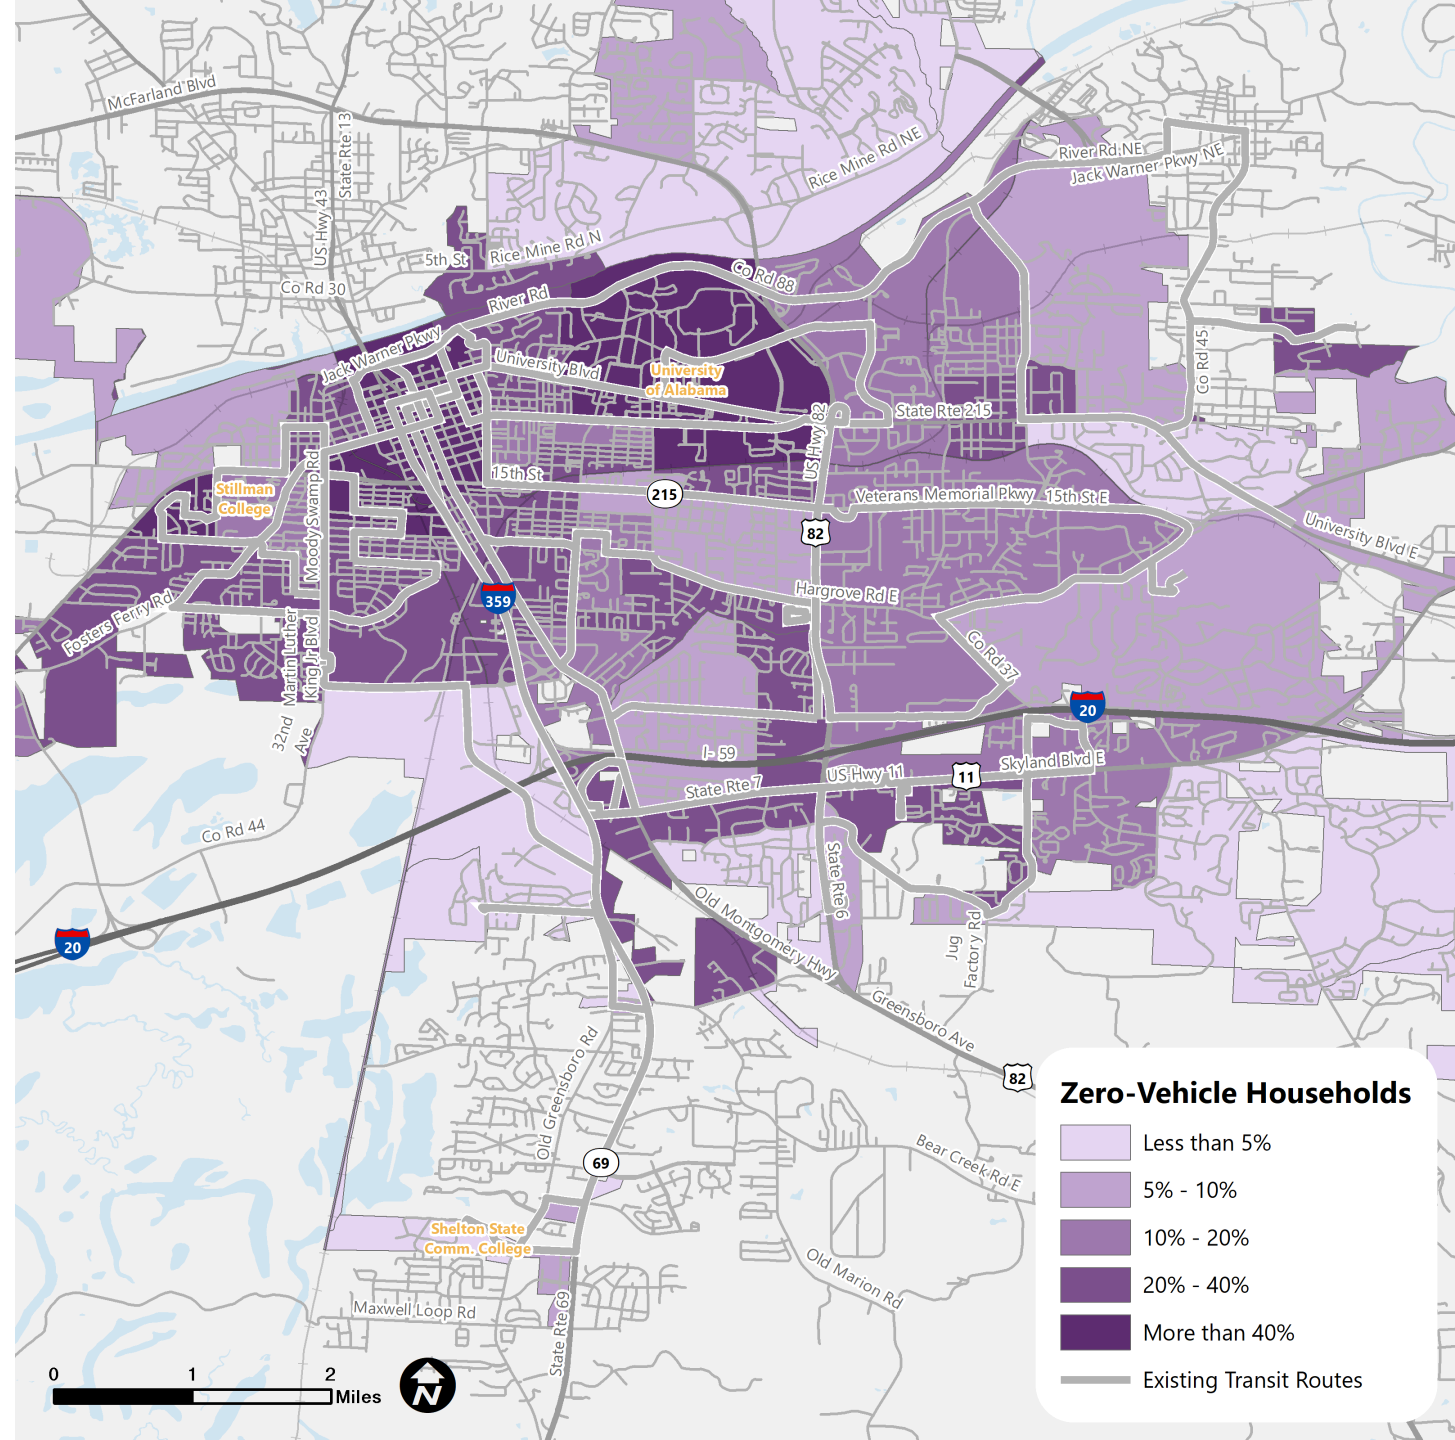 McFarland Blvd
State Rte 13
US Hwy 43
5th St
Rice Mine Rd N
Rice Mine Rd NE
River Rd NE
Jack Warner Pkwy NE
Co Rd 30
River Rd
Co Rd 88
Jack Warner Pkwy
University Blvd
University
of Alabama
Co Rd 45
State Rte 215
US Hwy 82
15th St
215
Veterans Memorial Pkwy
15th St E
University Blvd E
Stillman
College
Moody Swamp Rd
82
359
Hargrove Rd E
Fosters Ferry Rd
Martin Luther
King Jr Blvd
Co Rd 37
32nd
Ave
20
I- 59
US Hwy 11
11
Skyland Blvd E
State Rte 7
Co Rd 44
State Rte 6
Old Montgomery Hwy
Jug
Factory Rd
20
Greensboro Ave
82
Old Greensboro Rd
69
Bear Creek Rd E
Shelton State
Comm. College
Old Marion Rd
Maxwell Loop Rd
State Rte 69
Zero-Vehicle Households
Less than 5%
5% - 10%
10% - 20%
20% - 40%
More than 40%
Existing Transit Routes
0 1 2
Miles
N